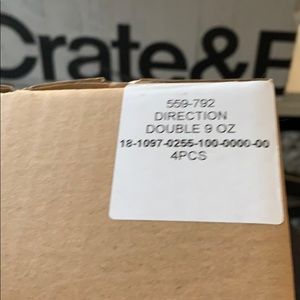 Crate&
559-792
DIRECTION
DOUBLE 9 OZ
18-1097-0255-100-0000-00
4PCS